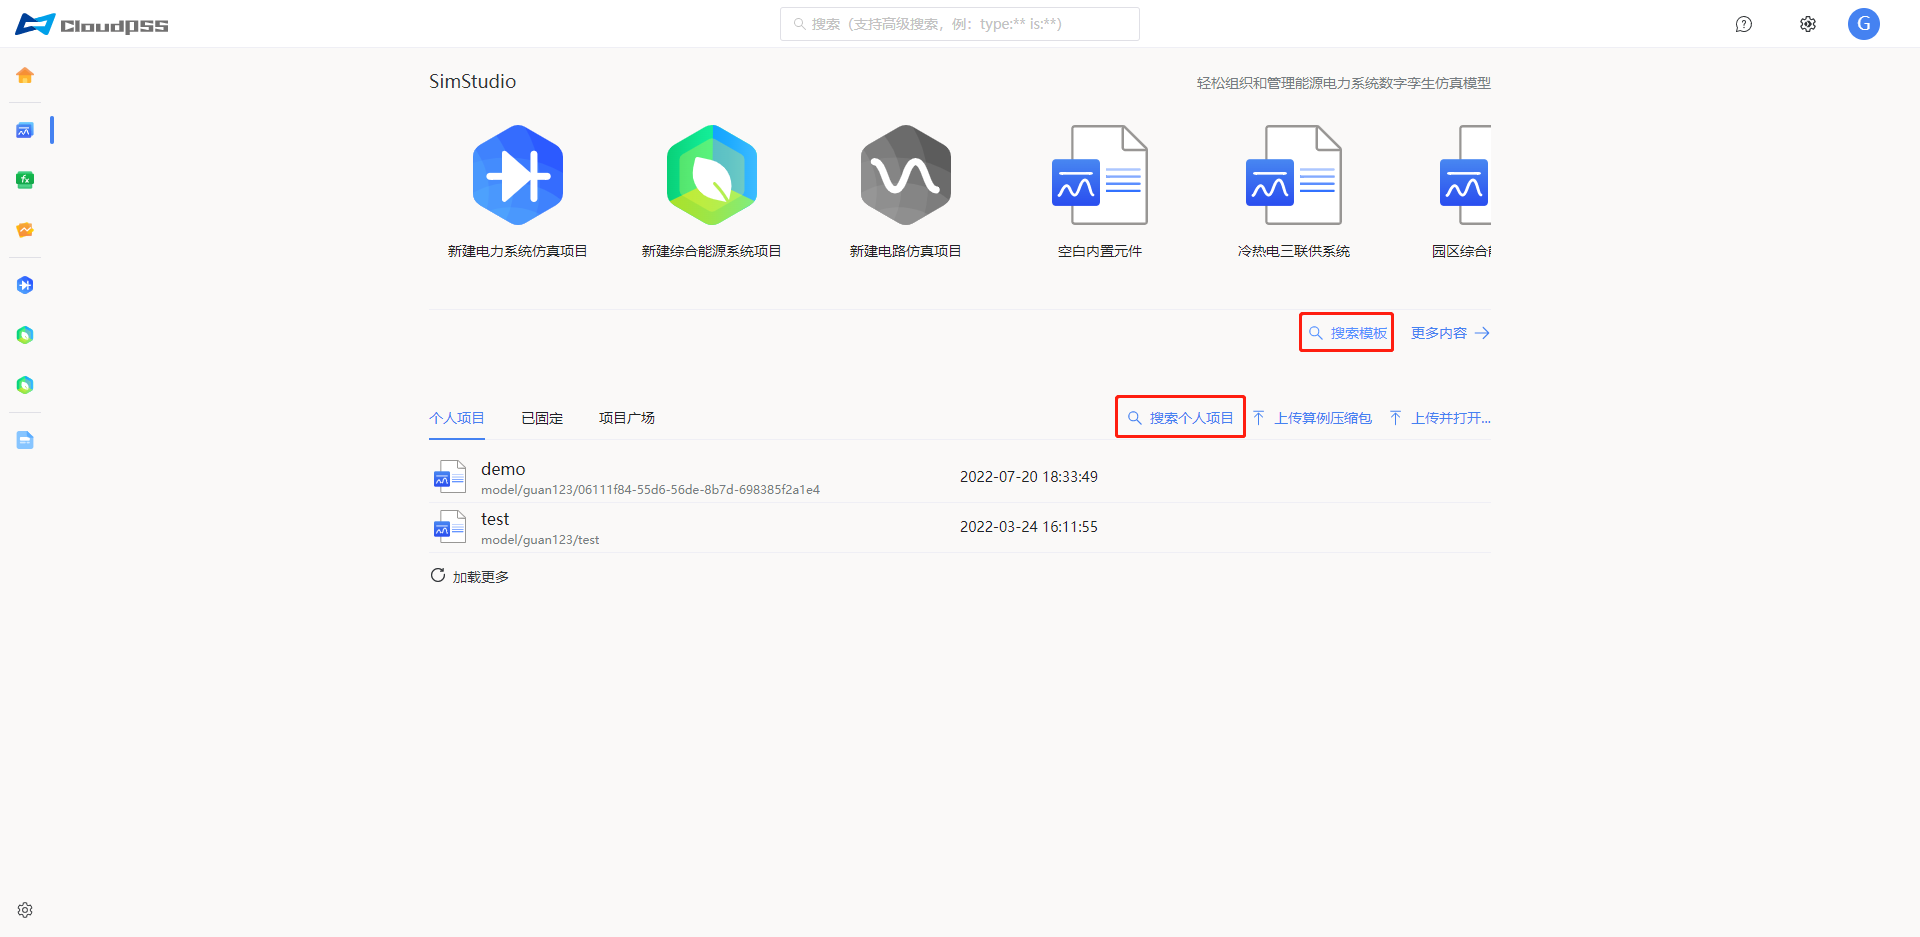 CloudPSS
搜索（支持高级搜索，例：type:** is:**）
G
SimStudio
轻松组织和管理能源电力系统数字孪生仿真模型
新建电力系统仿真项目
新建综合能源系统项目
新建电路仿真项目
空白内置元件
冷热电三联供系统
园区综合
搜索模板
更多内容
个人项目
已固定
项目广场
搜索个人项目
上传算例压缩包
上传并打开...
demo
model/guan123/06111f84-55d6-56de-8b7d-698385f2a1e4
2022-07-20 18:33:49
test
model/guan123/test
2022-03-24 16:11:55
加载更多